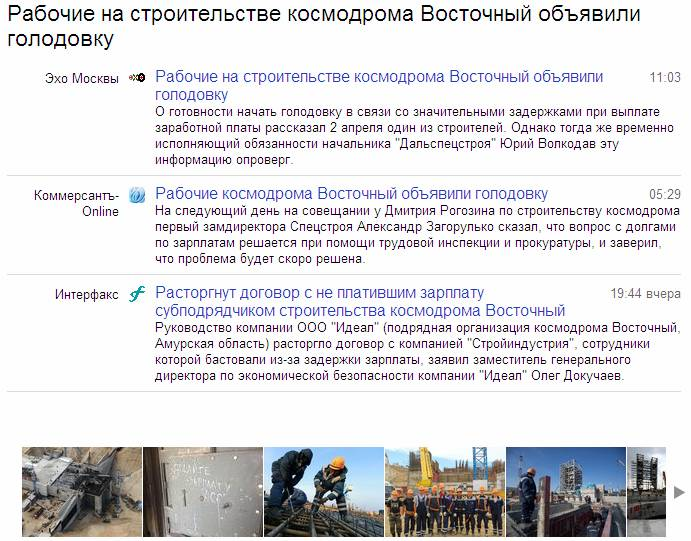 Рабочие на строительстве космодрома Восточный объявили
голодовку
Эхо Москвы
Рабочие на строительстве космодрома Восточный объявили
11:03
голодовку
О готовности начать голодовку в связи со значительными задержками при выплате
заработной платы рассказал 2 апреля один из строителей. Однако тогда же временно
исполняющий обязанности начальника "Дальспецстроя" Юрий Волкодав эту
информацию опроверг.
Коммерсантъ-
Online
Рабочие космодрома Восточный объявили голодовку
05:29
На следующий день на совещании у Дмитрия Рогозина по строительству космодрома
первый замдиректора Спецстроя Александр Загорулько сказал, что вопрос с долгами
по зарплатам решается при помощи трудовой инспекции и прокуратуры, и заверил,
что проблема будет скоро решена.
Интерфакс
Расторгнут договор с не платившим зарплату
19:44 вчера
субподрядчиком строительства космодрома Восточный
Руководство компании ООО "Идеал" (подрядная организация космодрома Восточный,
Амурская область) расторгло договор с компанией "Стройиндустрия", сотрудники
которой бастовали из-за задержки зарплаты, заявил заместитель генерального
директора по экономической безопасности компании "Идеал" Олег Докучаев.